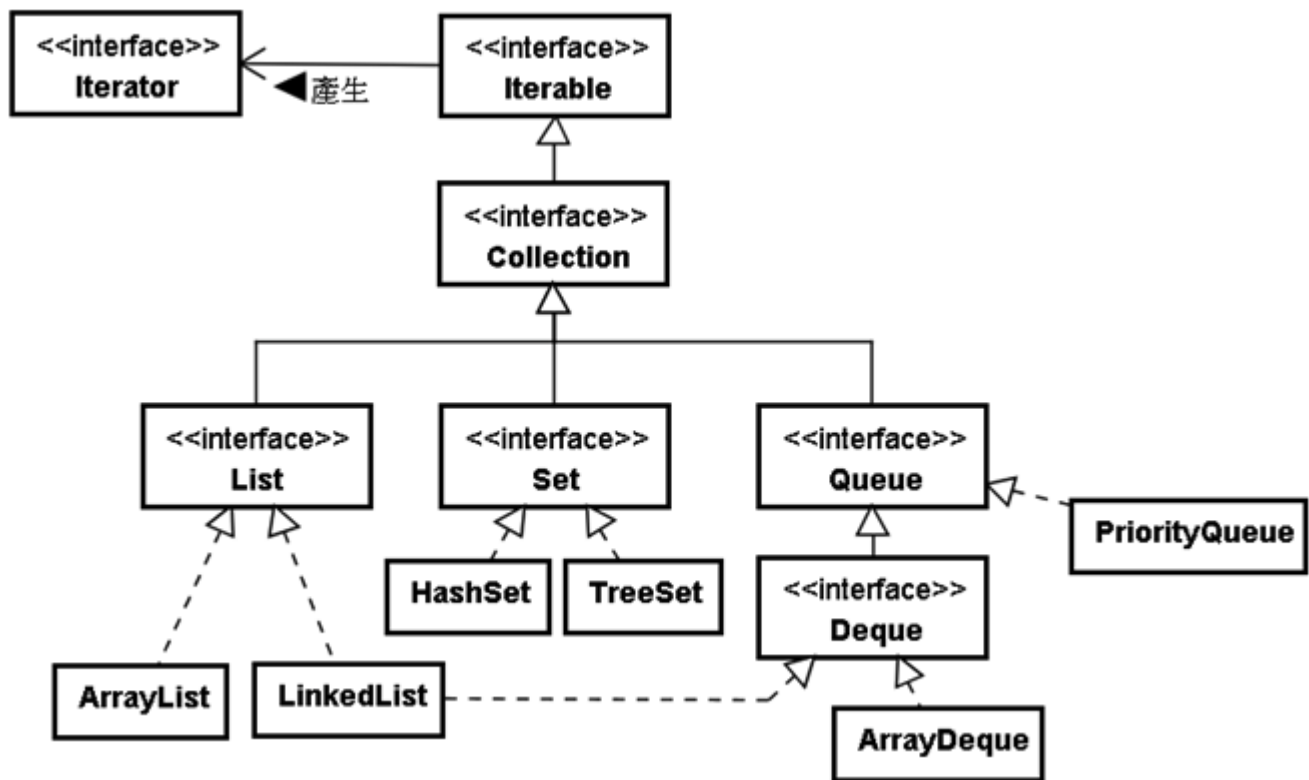 <<interface>>
Iterator
<<interface>>
Iterable
◀產生
<<interface>>
Collection
<<interface>>
List
<<interface>>
Set
<<interface>>
Queue
PriorityQueue
HashSet
TreeSet
<<interface>>
Deque
ArrayList
LinkedList
ArrayDeque